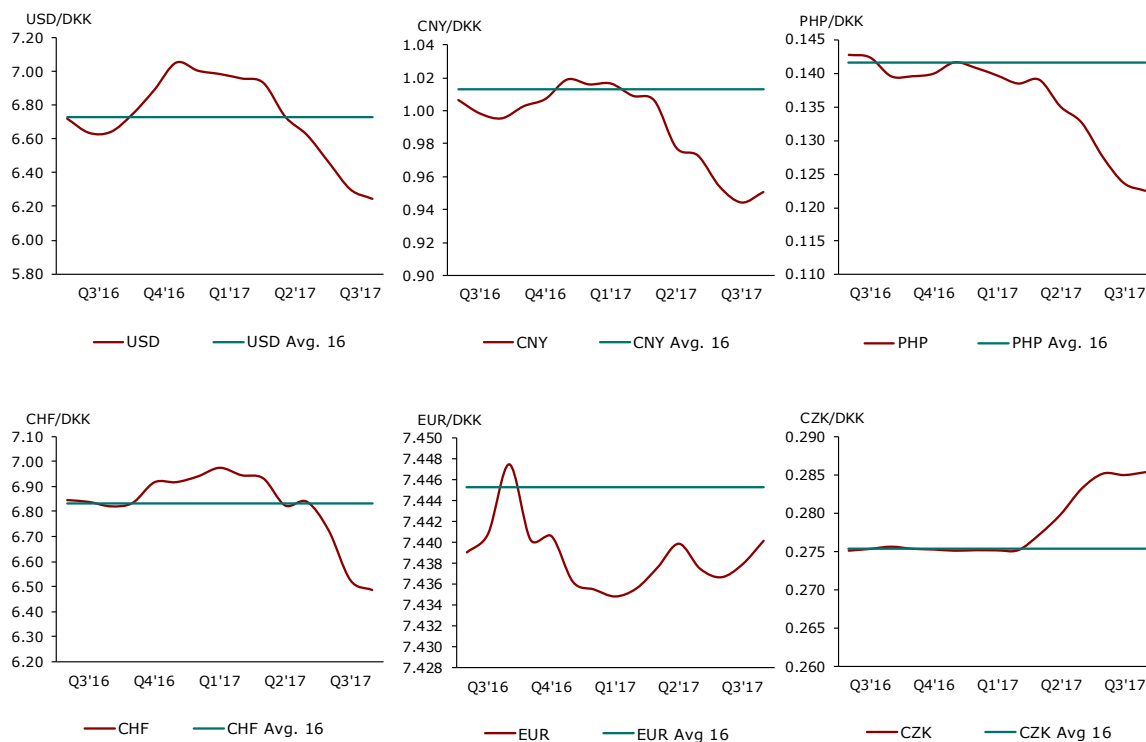 USD/DKK
7.20
7.00
6.80
6.60
6.40
6.20
6.00
5.80
Q3'16 Q4'16 Q1'17 Q2'17 Q3'17
USD USD Avg. 16
CNY/DKK
1.04
1.02
1.00
0.98
0.96
0.94
0.92
0.90
Q3'16 Q4'16 Q1'17 Q2'17 Q3'17
CNY CNY Avg. 16
PHP/DKK
0.145
0.140
0.135
0.130
0.125
0.120
0.115
0.110
Q3'16 Q4'16 Q1'17 Q2'17 Q3'17
PHP PHP Avg. 16
CHF/DKK
7.10
7.00
6.90
6.80
6.70
6.60
6.50
6.40
6.30
6.20
Q3'16 Q4'16 Q1'17 Q2'17 Q3'17
CHF CHF Avg. 16
EUR/DKK
7.450
7.448
7.446
7.444
7.442
7.440
7.438
7.436
7.434
7.432
7.430
7.428
Q3'16 Q4'16 Q1'17 Q2'17 Q3'17
EUR EUR Avg 16
CZK/DKK
0.290
0.285
0.280
0.275
0.270
0.265
0.260
Q3'16 Q4'16 Q1'17 Q2'17 Q3'17
CZK CZK Avg 16